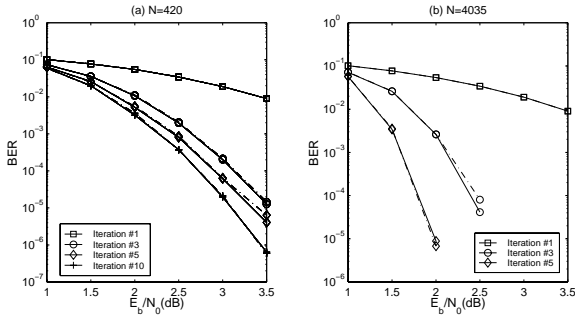 (a) N=420
10^0
10^-1
10^-2
10^-3
10^-4
10^-5
10^-6
10^-7
BER
Iteration #1
Iteration #3
Iteration #5
Iteration #10
1 1.5 2 2.5 3 3.5
E_b/N_0(dB)
(b) N=4035
10^0
10^-1
10^-2
10^-3
10^-4
10^-5
10^-6
BER
Iteration #1
Iteration #3
Iteration #5
1 1.5 2 2.5 3 3.5
E_b/N_0(dB)